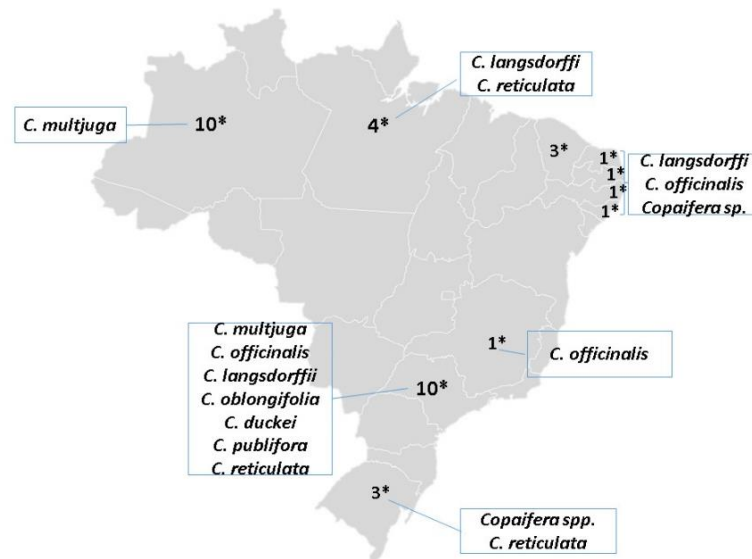 C. langsdorffi
C. reticulata
C. multjuga
10*
4*
3*
1*
1*
1*
1*
C. langsdorffi
C. officinalis
Copaifera sp.
C. multjuga
C. officinalis
C. langsdorffii
C. oblongifolia
C. duckei
C. publifora
C. reticulata
10*
1*
C. officinalis
3*
Copaifera spp.
C. reticulata